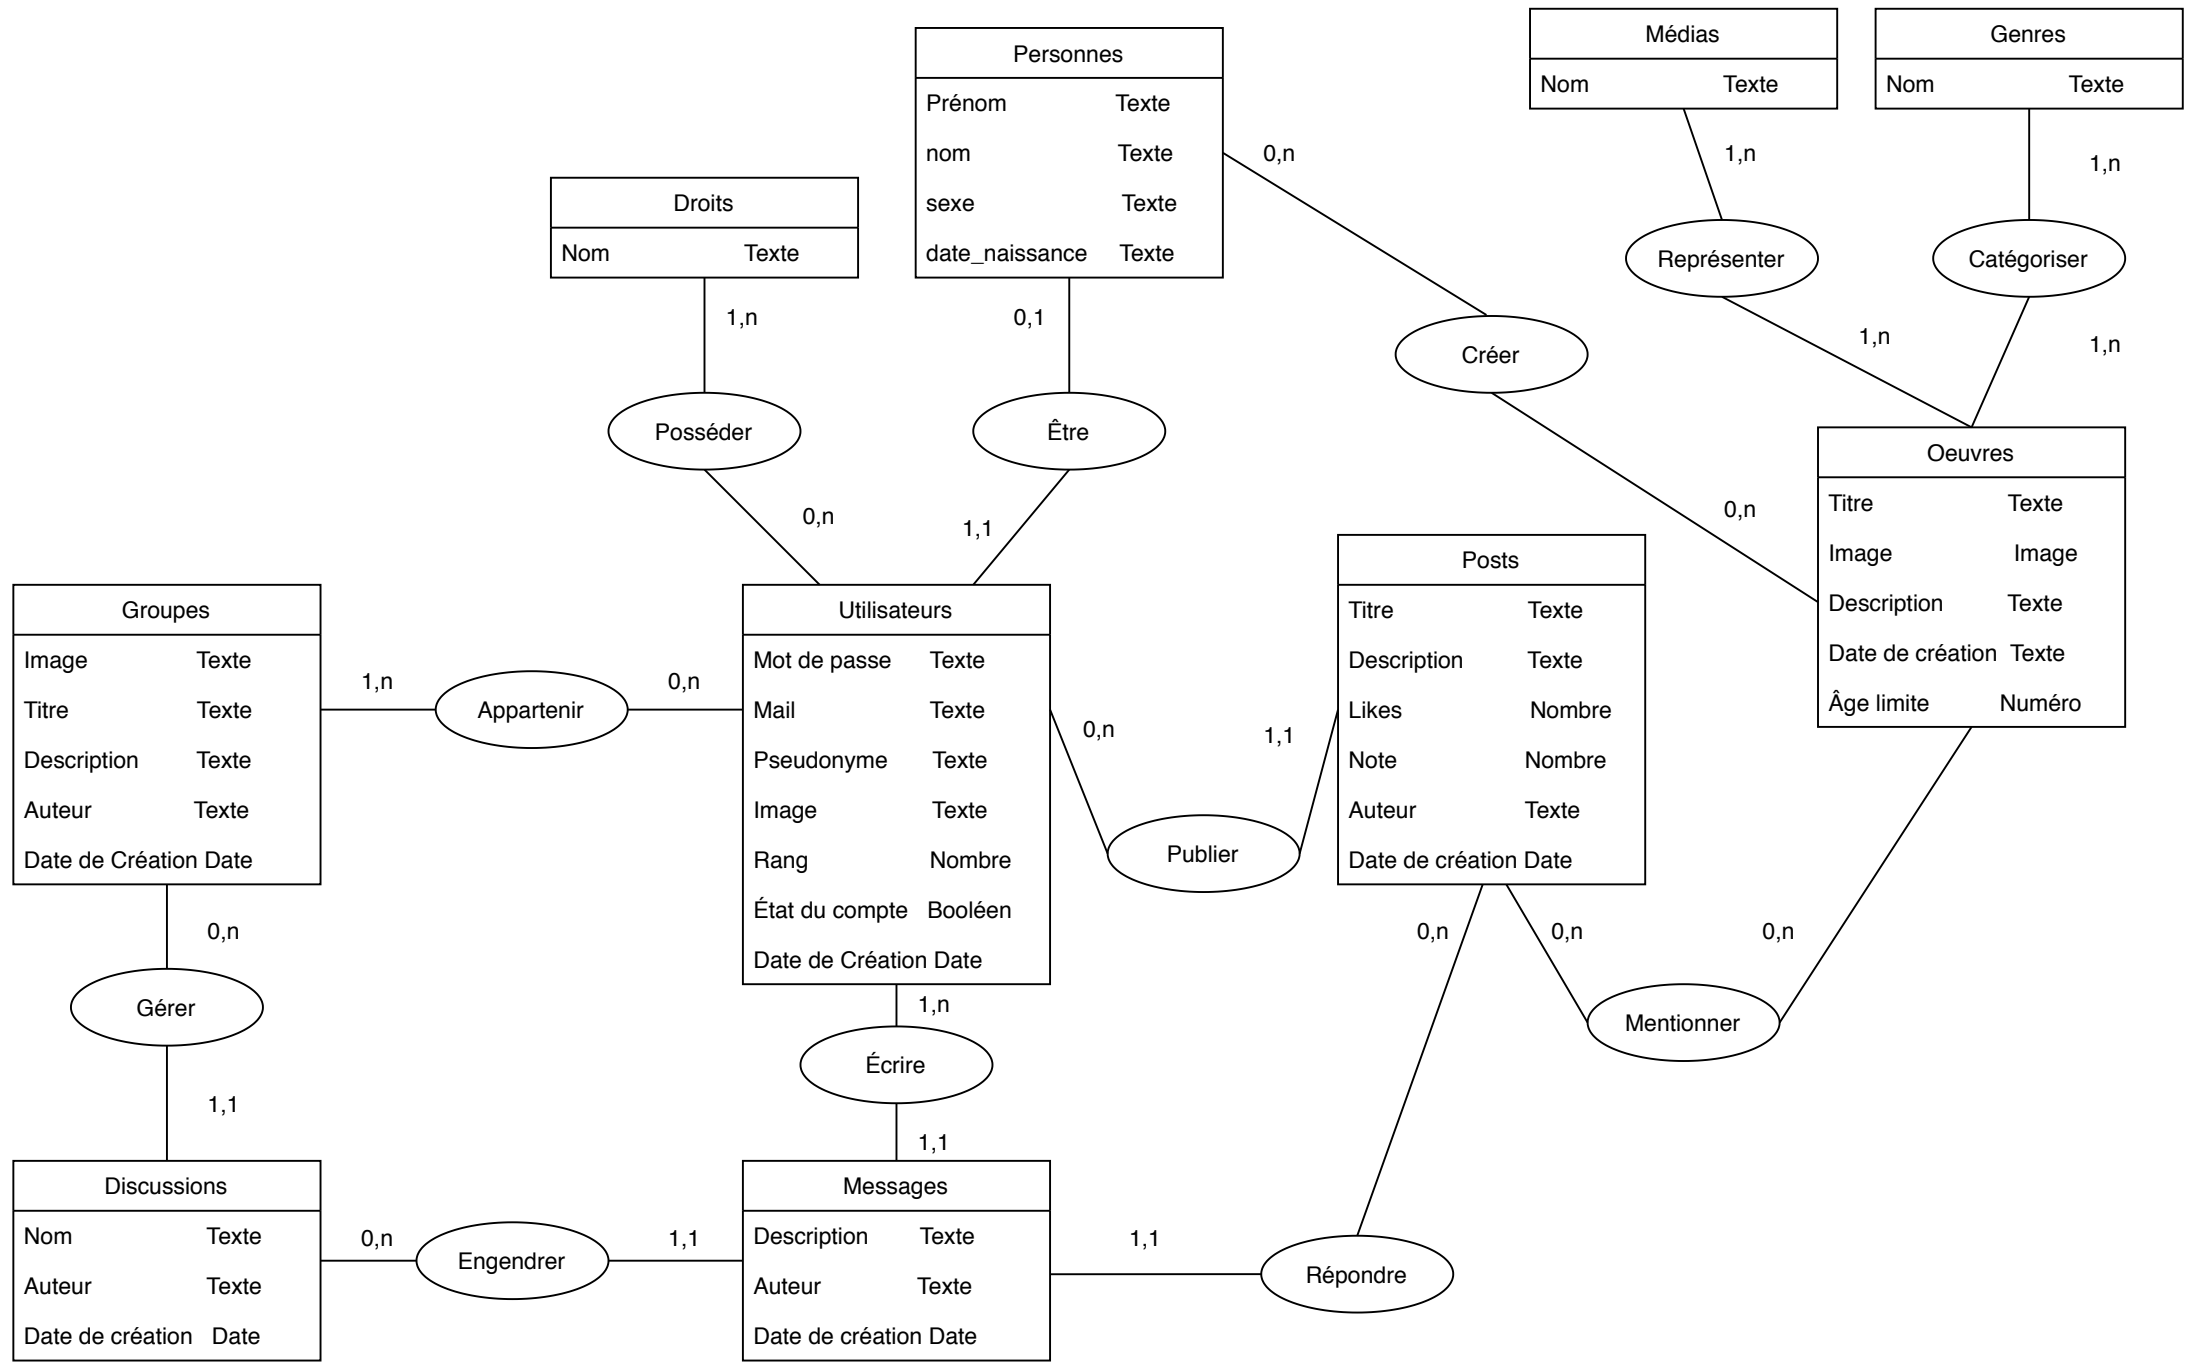 Médias
Nom Texte
Genres
Nom Texte
Personnes
Prénom Texte
nom Texte
sexe Texte
date_naissance Texte
0,n
1,n
1,n
Droits
Nom Texte
Représenter
Catégoriser
1,n
0,1
1,n
1,n
Créer
Posséder
Être
0,n
1,1
0,n
Oeuvres
Titre Texte
Image Image
Description Texte
Date de création Texte
Âge limite Numéro
Posts
Titre Texte
Description Texte
Likes Nombre
Note Nombre
Auteur Texte
Date de création Date
Groupes
Image Texte
Titre Texte
Description Texte
Auteur Texte
Date de Création Date
1,n
Appartenir
0,n
Utilisateurs
Mot de passe Texte
Mail Texte
Pseudonyme Texte
Image Texte
Rang Nombre
État du compte Booléen
Date de Création Date
0,n
1,1
Publier
0,n
0,n
0,n
0,n
Gérer
1,n
Mentionner
Écrire
1,1
1,1
Discussions
Nom Texte
Auteur Texte
Date de création Date
0,n
Engendrer
1,1
Messages
Description Texte
Auteur Texte
Date de création Date
1,1
Répondre